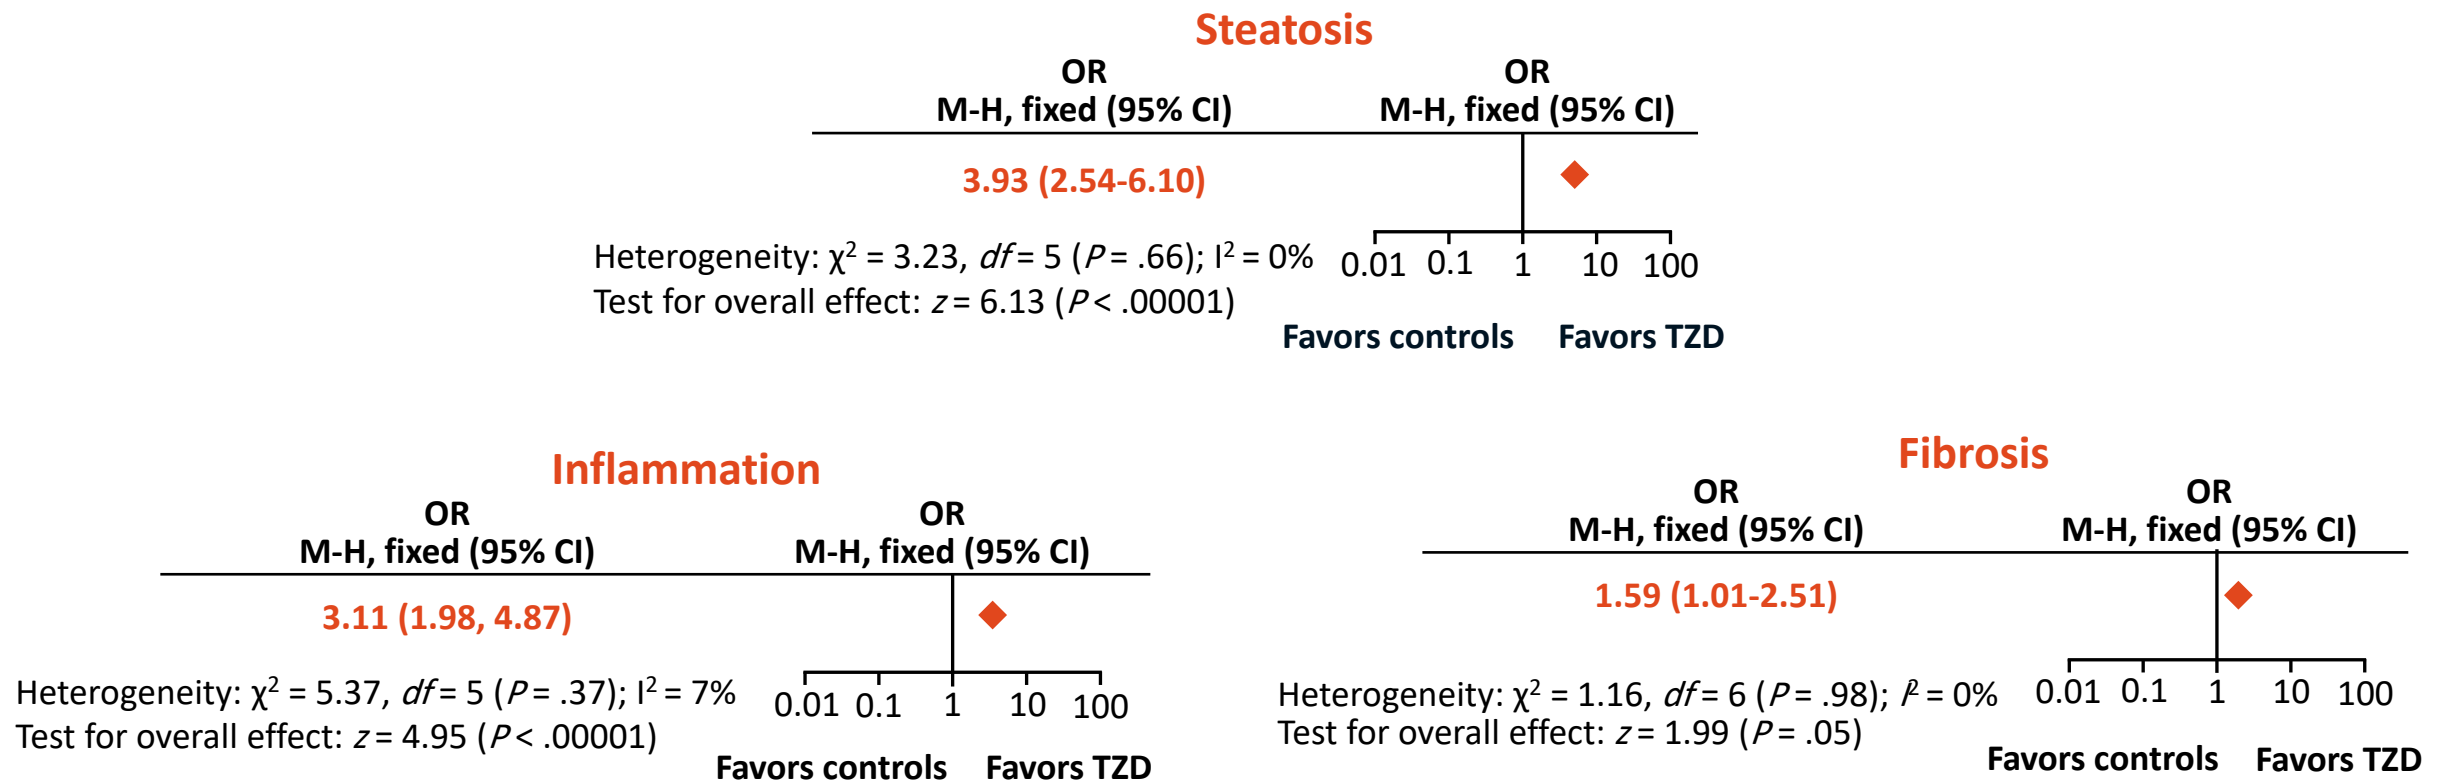 Steatosis
OR
M-H, fixed (95% CI)
OR
M-H, fixed (95% CI)
3.93 (2.54-6.10)
Heterogeneity: χ² = 3.23, df = 5 (P = .66); I² = 0%
Test for overall effect: z = 6.13 (P < .00001)
0.01 0.1 1 10 100
Favors controls Favors TZD
Inflammation
OR
M-H, fixed (95% CI)
OR
M-H, fixed (95% CI)
3.11 (1.98, 4.87)
Heterogeneity: χ² = 5.37, df = 5 (P = .37); I² = 7%
Test for overall effect: z = 4.95 (P < .00001)
0.01 0.1 1 10 100
Favors controls Favors TZD
Fibrosis
OR
M-H, fixed (95% CI)
OR
M-H, fixed (95% CI)
1.59 (1.01-2.51)
Heterogeneity: χ² = 1.16, df = 6 (P = .98); I² = 0%
Test for overall effect: z = 1.99 (P = .05)
0.01 0.1 1 10 100
Favors controls Favors TZD